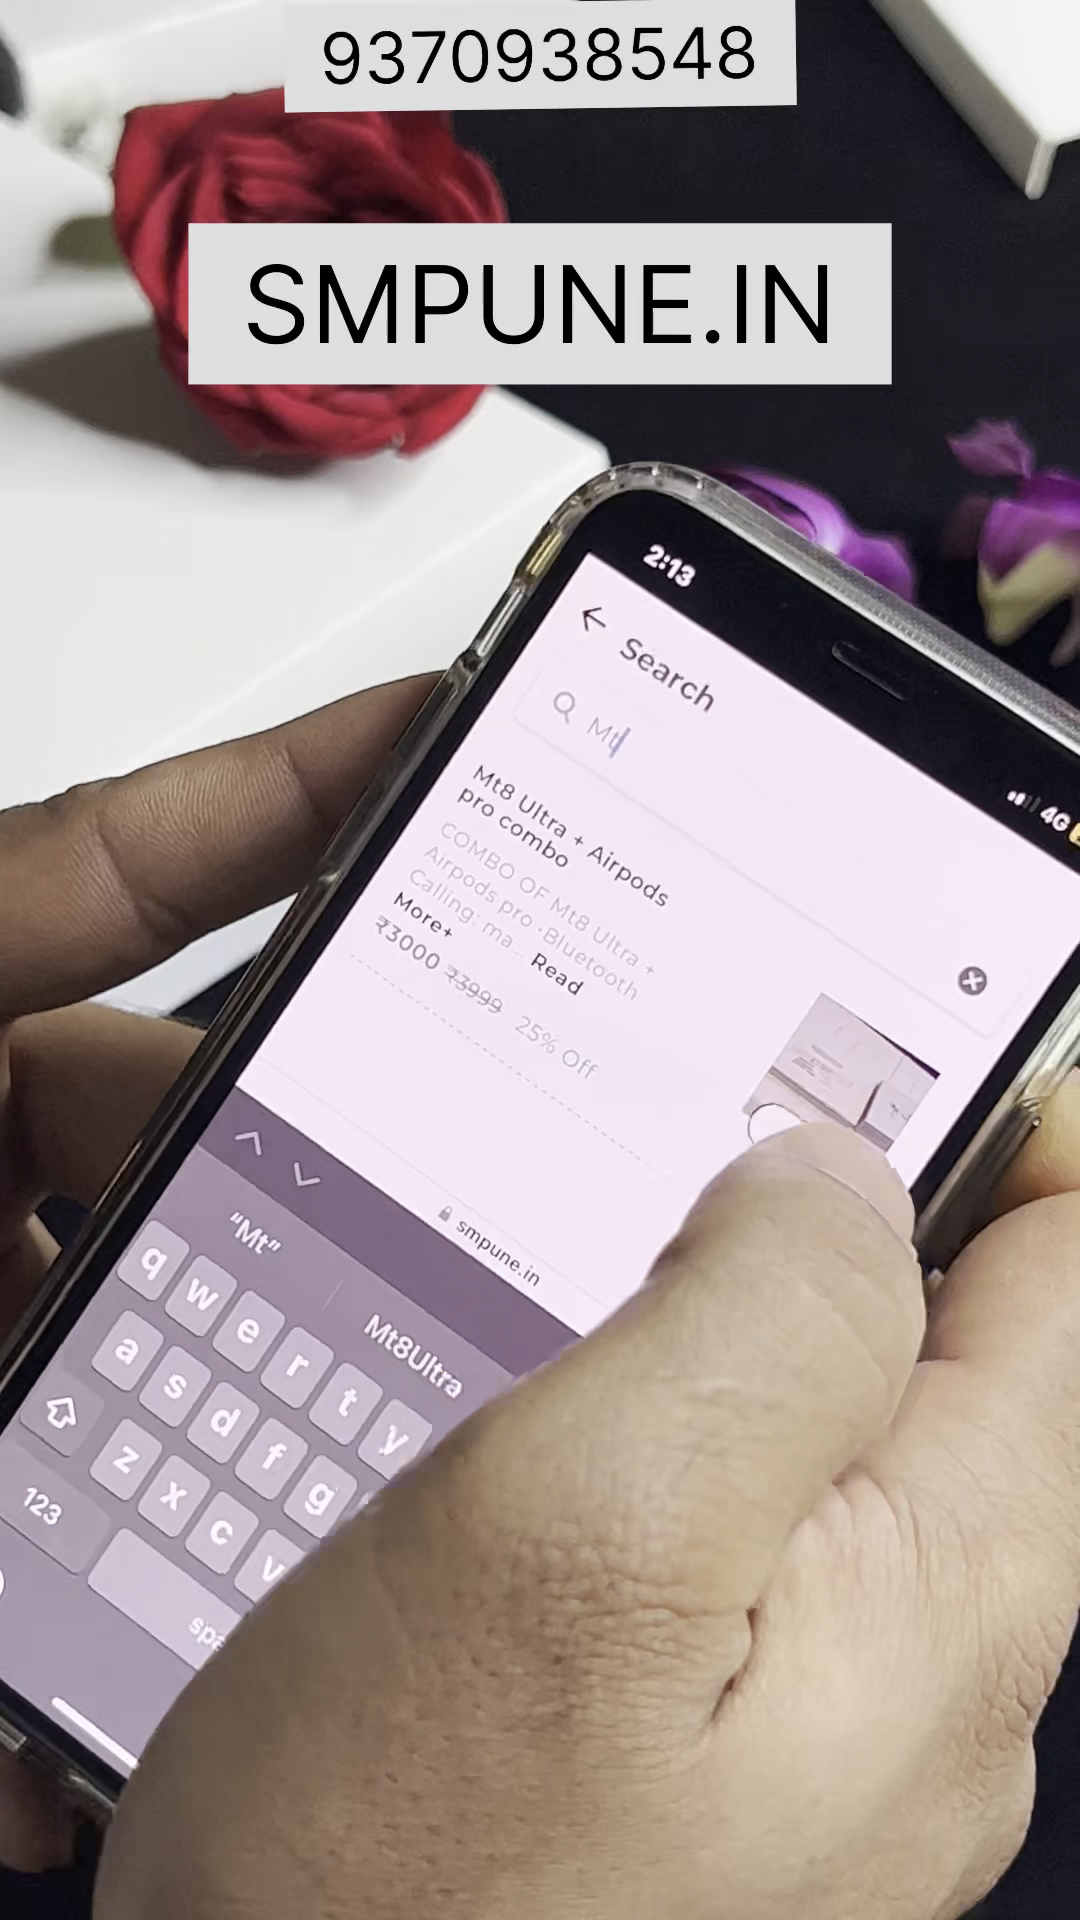 9370938548
SMPUNE.IN
2:13
4G
Search
Mt
Mt8 Ultra + Airpods
pro combo
COMBO OF Mt8 Ultra +
Airpods pro •Bluetooth
Calling: ma... Read
More+
₹3000 ₹3999 25% Off
smpune.in
“Mt” Mt8Ultra
q w e r t y
a s d f g
z x c v
123
spa